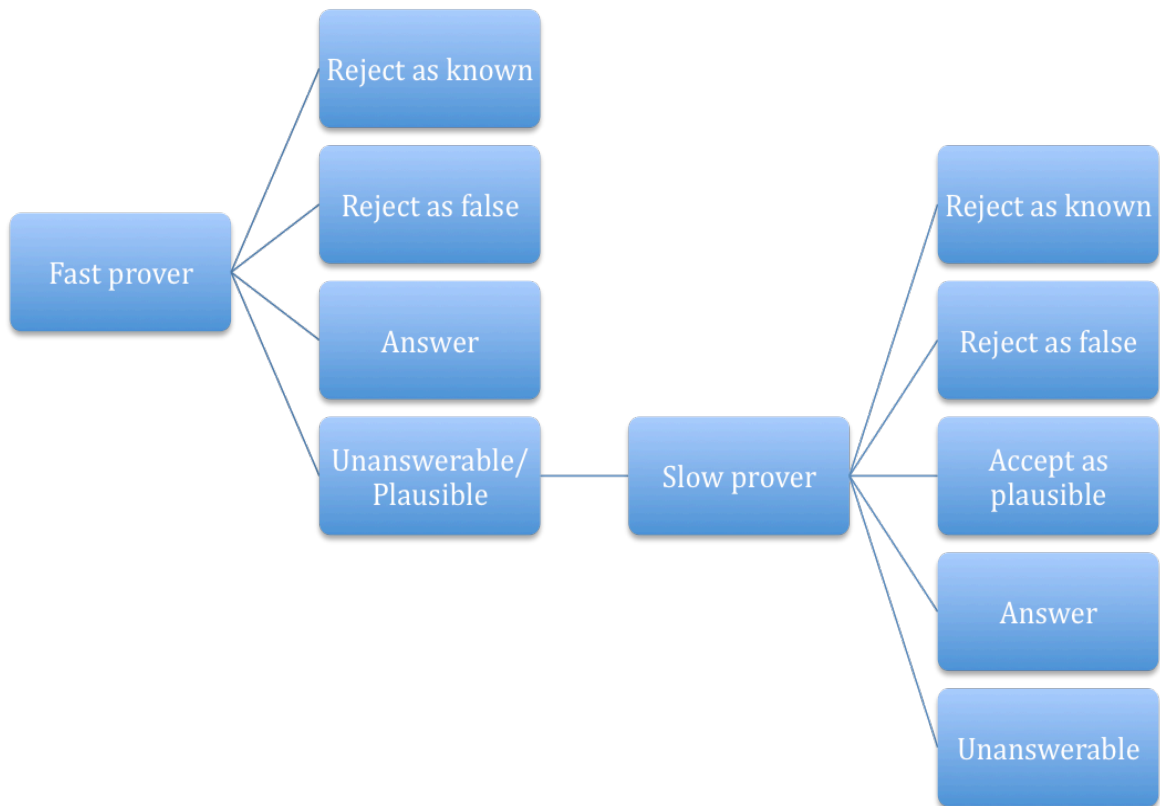 Fast prover
Reject as known
Reject as false
Answer
Unanswerable/
Plausible
Slow prover
Reject as known
Reject as false
Accept as
plausible
Answer
Unanswerable